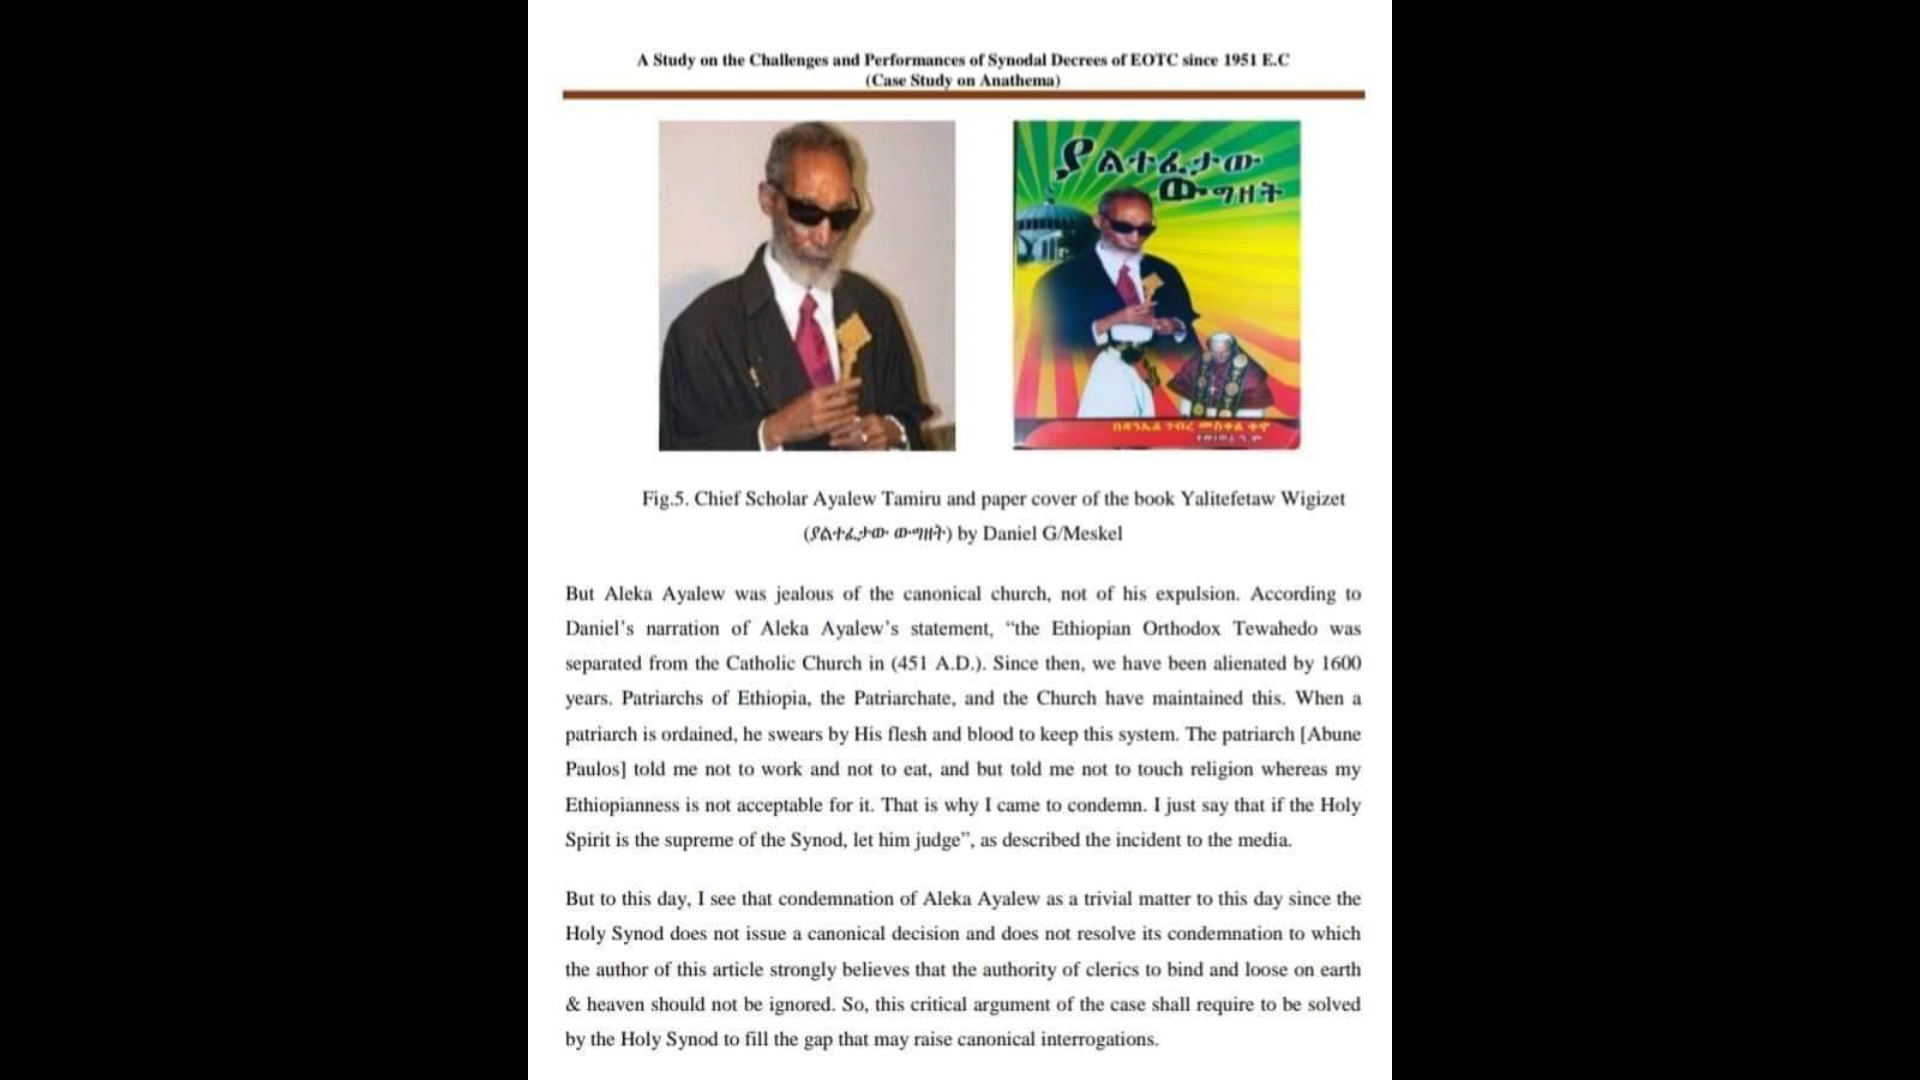 A Study on the Challenges and Performances of Synodal Decrees of EOTC since 1951 E.C
(Case Study on Anathema)
ያልተፈታው
ውግዘት
በዳንኤል ገብረ መስቀል
Fig.5. Chief Scholar Ayalew Tamiru and paper cover of the book Yalitefetaw Wigizet
(ያልተፈታው ውግዘት) by Daniel G/Meskel
But Aleka Ayalew was jealous of the canonical church, not of his expulsion. According to
Daniel’s narration of Aleka Ayalew’s statement, “the Ethiopian Orthodox Tewahedo was
separated from the Catholic Church in (451 A.D.). Since then, we have been alienated by 1600
years. Patriarchs of Ethiopia, the Patriarchate, and the Church have maintained this. When a
patriarch is ordained, he swears by His flesh and blood to keep this system. The patriarch [Abune
Paulos] told me not to work and not to eat, and but told me not to touch religion whereas my
Ethiopianness is not acceptable for it. That is why I came to condemn. I just say that if the Holy
Spirit is the supreme of the Synod, let him judge”, as described the incident to the media.
But to this day, I see that condemnation of Aleka Ayalew as a trivial matter to this day since the
Holy Synod does not issue a canonical decision and does not resolve its condemnation to which
the author of this article strongly believes that the authority of clerics to bind and loose on earth
& heaven should not be ignored. So, this critical argument of the case shall require to be solved
by the Holy Synod to fill the gap that may raise canonical interrogations.